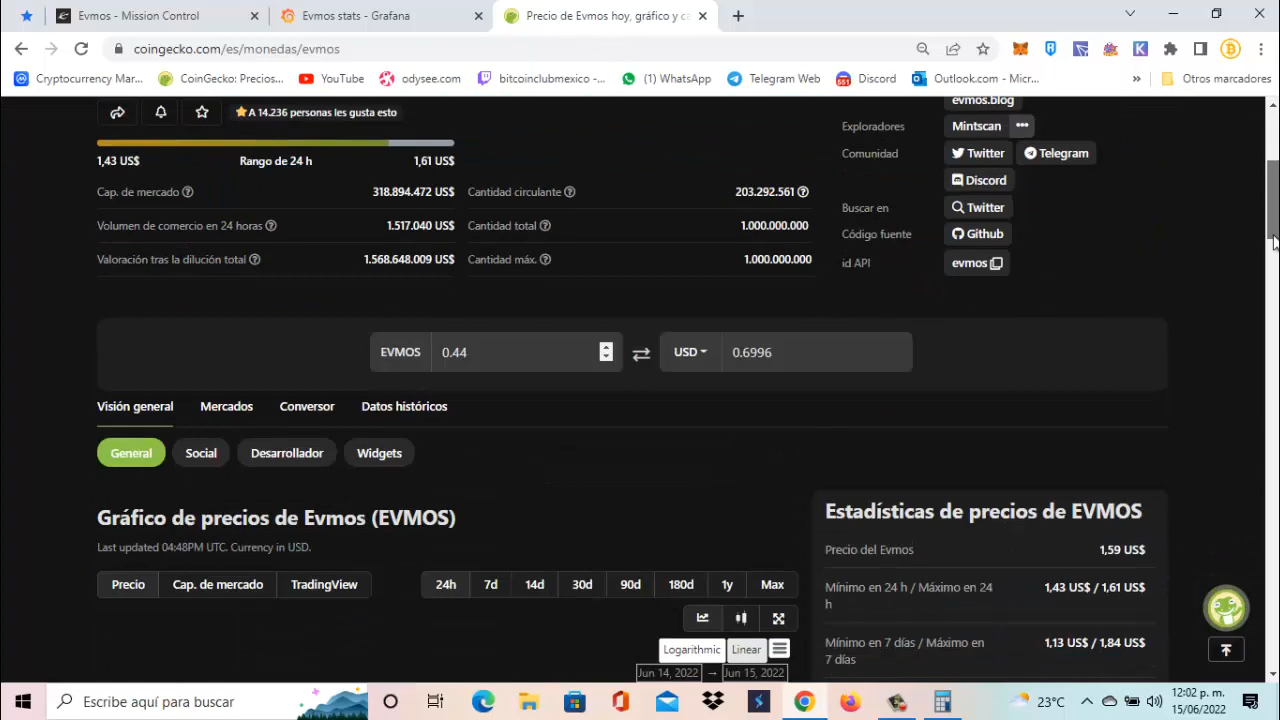 Evmos - Mission Control
Evmos stats - Grafana
Precio de Evmos hoy, gráfico y ca
coingecko.com/es/monedas/evmos
Cryptocurrency Mar...
CoinGecko: Precios...
YouTube
odysee.com
bitcoinclubmexico -...
(1) WhatsApp
Telegram Web
551
Discord
Outlook.com - Micr...
»
Otros marcadores
A 14.236 personas les gusta esto
1,43 US$ Rango de 24 h 1,61 US$
Cap. de mercado 318.894.472 US$
Volumen de comercio en 24 horas 1.517.040 US$
Valoración tras la dilución total 1.568.648.009 US$
Cantidad circulante 203.292.561
Cantidad total 1.000.000.000
Cantidad máx. 1.000.000.000
evmos.blog
Exploradores Mintscan •••
Comunidad Twitter Telegram
Discord
Buscar en Twitter
Código fuente Github
id API evmos
EVMOS 0.44 USD 0.6996
Visión general Mercados Conversor Datos históricos
General Social Desarrollador Widgets
Gráfico de precios de Evmos (EVMOS)
Last updated 04:48PM UTC. Currency in USD.
Precio Cap. de mercado TradingView 24h 7d 14d 30d 90d 180d 1y Max
Logarithmic Linear
Jun 14, 2022 → Jun 15, 2022
Estadísticas de precios de EVMOS
Precio del Evmos 1,59 US$
Mínimo en 24 h / Máximo en 24 1,43 US$ / 1,61 US$
h
Mínimo en 7 días / Máximo en 1,13 US$ / 1,84 US$
7 días
Escribe aquí para buscar
23°C
12:02 p. m.
15/06/2022